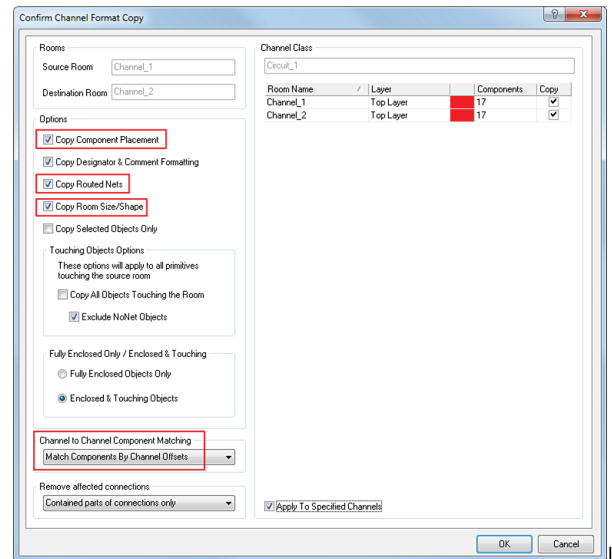 Confirm Channel Format Copy
Rooms
Source Room
Channel_1
Destination Room
Channel_2
Options
Copy Component Placement
Copy Designator & Comment Formatting
Copy Routed Nets
Copy Room Size/Shape
Copy Selected Objects Only
Touching Objects Options
These options will apply to all primitives
touching the source room
Copy All Objects Touching the Room
Exclude NoNet Objects
Fully Enclosed Only / Enclosed & Touching
Fully Enclosed Objects Only
Enclosed & Touching Objects
Channel to Channel Component Matching
Match Components By Channel Offsets
Remove affected connections
Contained parts of connections only
Channel Class
Circuit_1
Room Name / Layer Components Copy
Channel_1 Top Layer 17
Channel_2 Top Layer 17
Apply To Specified Channels
OK Cancel